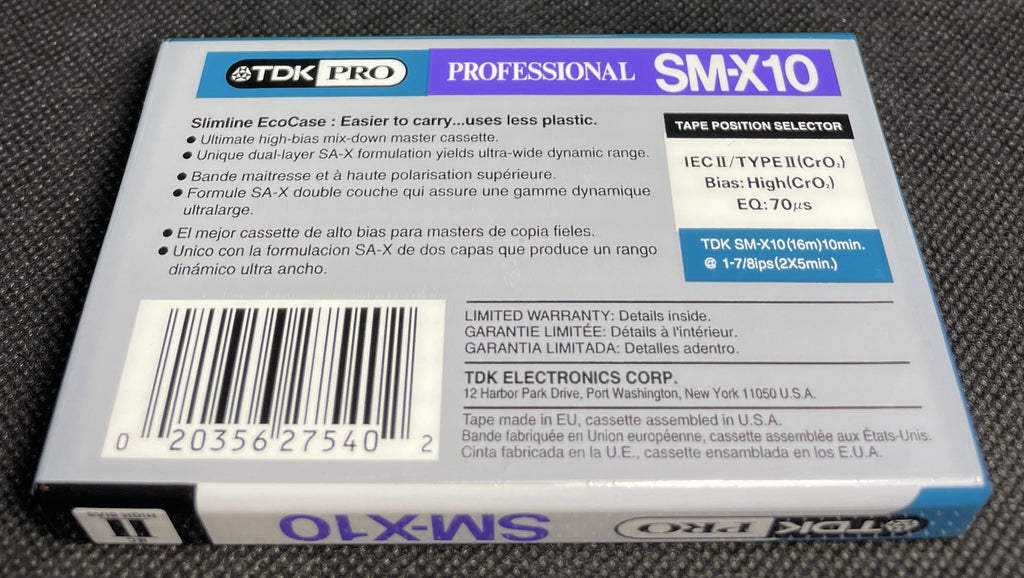 TDK PRO PROFESSIONAL SM-X10
Slimline EcoCase : Easier to carry...uses less plastic.
● Ultimate high-bias mix-down master cassette.
● Unique dual-layer SA-X formulation yields ultra-wide dynamic range.
● Bande maitresse et à haute polarisation supérieure.
● Formule SA-X double couche qui assure une gamme dynamique
ultralarge.
● El mejor cassette de alto bias para masters de copia fieles.
● Unico con la formulacion SA-X de dos capas que produce un rango
dinámico ultra ancho.
TAPE POSITION SELECTOR
IEC II/TYPE II (CrO₂)
Bias: High (CrO₂)
EQ: 70μs
TDK SM-X10 (16m) 10min.
@ 1-7/8ips (2X5min.)
0 20356 27540 2
LIMITED WARRANTY: Details inside.
GARANTIE LIMITÉE: Détails à l'intérieur.
GARANTIA LIMITADA: Detalles adentro.
TDK ELECTRONICS CORP.
12 Harbor Park Drive, Port Washington, New York 11050 U.S.A.
Tape made in EU, cassette assembled in U.S.A.
Bande fabriquée en Union européenne, cassette assemblée aux États-Unis.
Cinta fabricada en la U.E., cassette ensamblada en los E.U.A.
TDK PRO SM-X10
IEC II HIGH BIAS